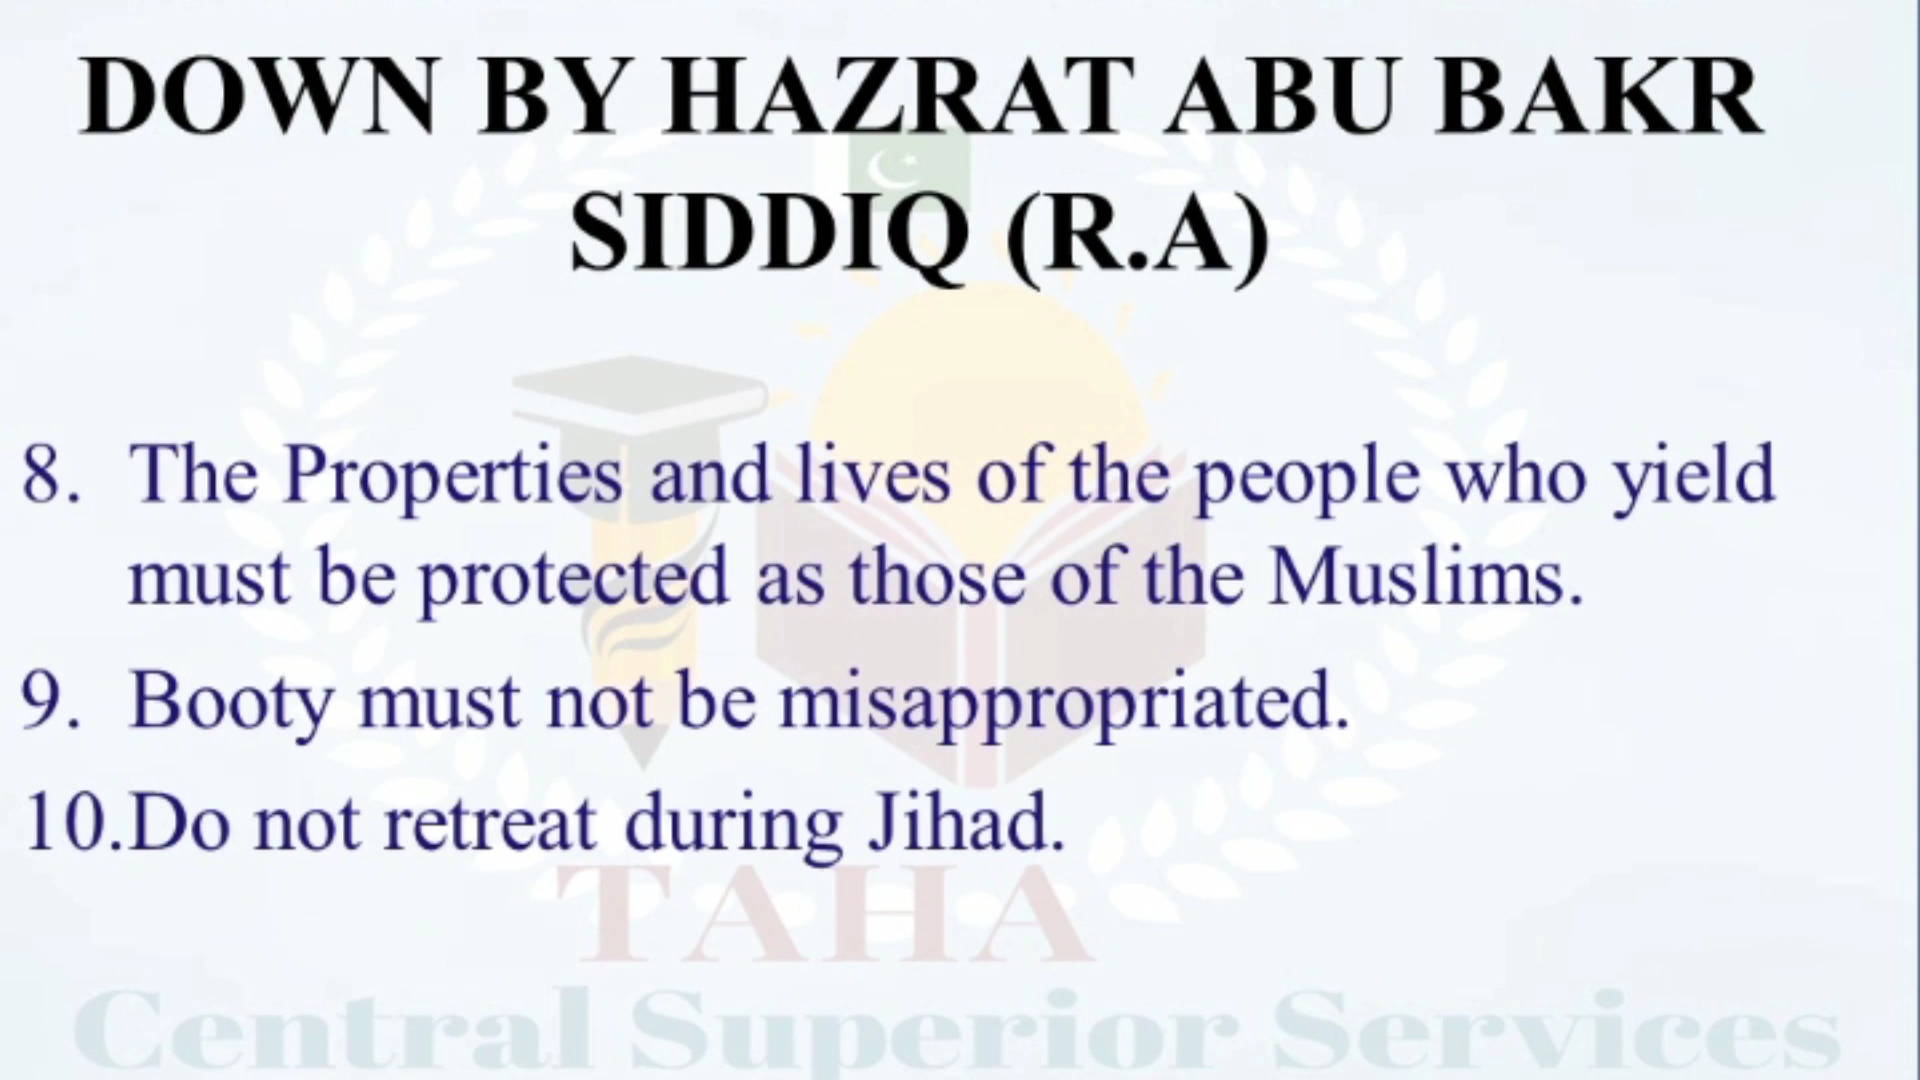 DOWN BY HAZRAT ABU BAKR
SIDDIQ (R.A)
8. The Properties and lives of the people who yield
must be protected as those of the Muslims.
9. Booty must not be misappropriated.
10.Do not retreat during Jihad.
TAHA
Central Superior Services